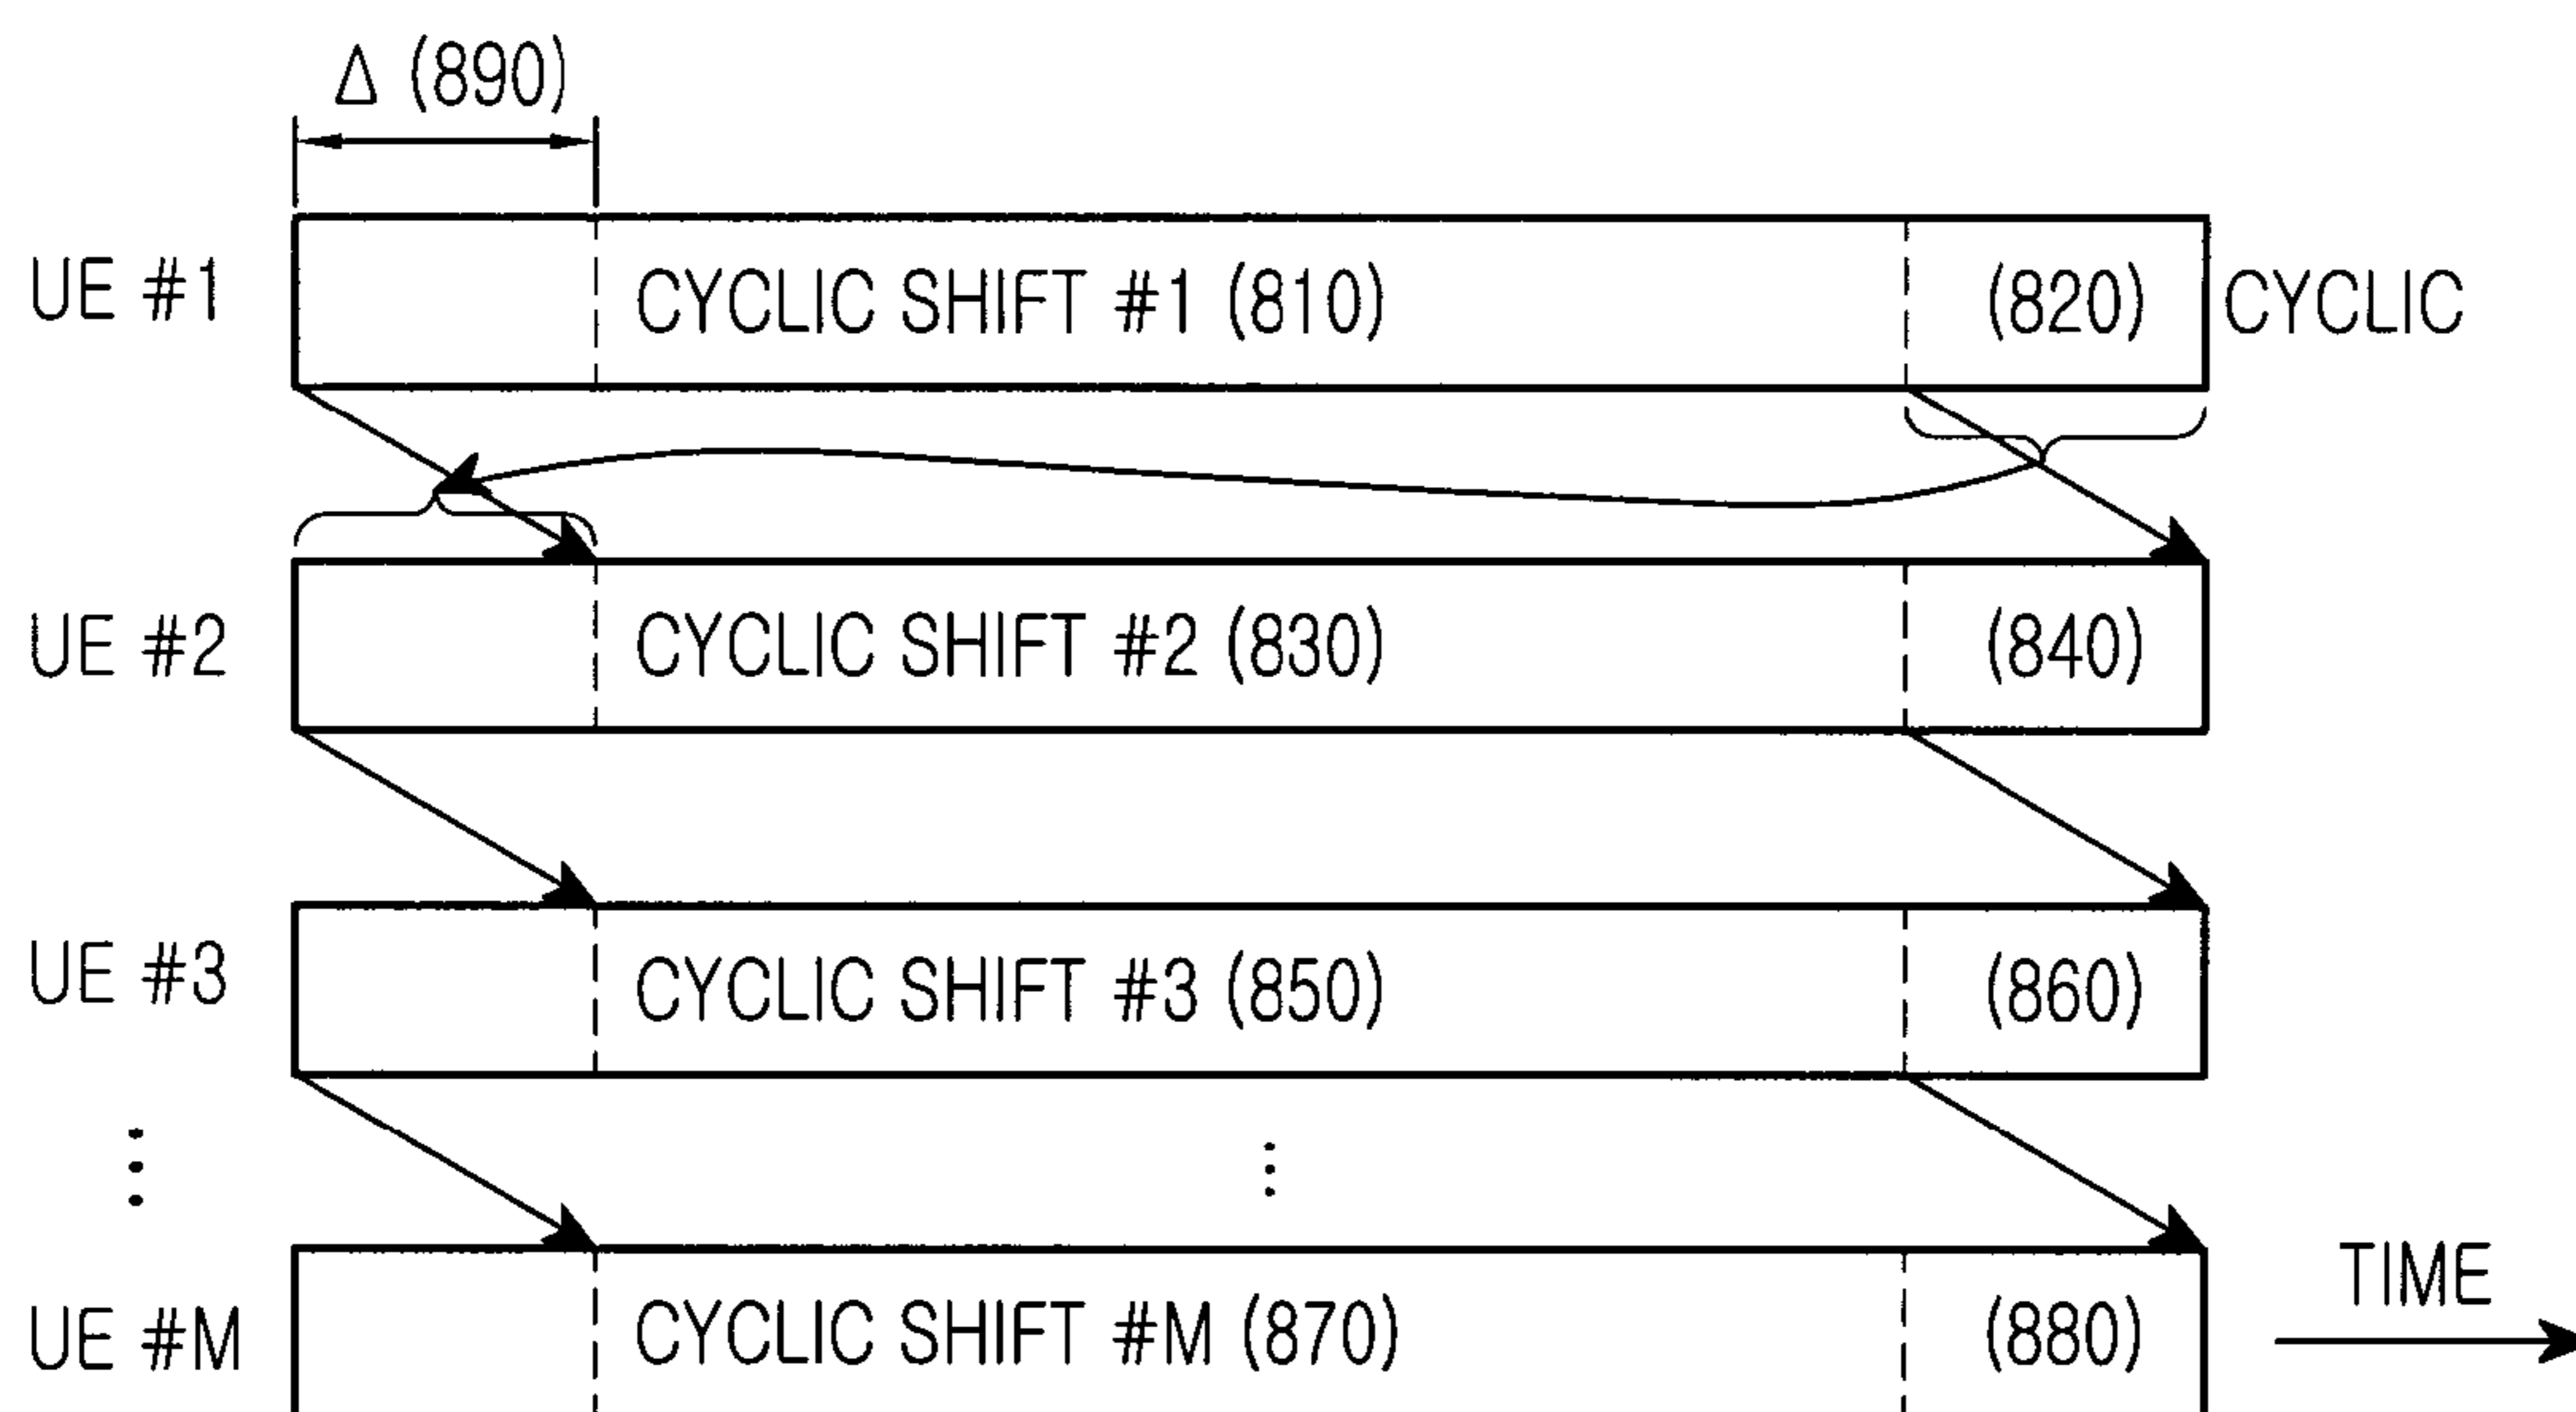 Δ (890)
UE #1 CYCLIC SHIFT #1 (810) (820) CYCLIC
UE #2 CYCLIC SHIFT #2 (830) (840)
UE #3 CYCLIC SHIFT #3 (850) (860)
TIME
UE #M CYCLIC SHIFT #M (870) (880)